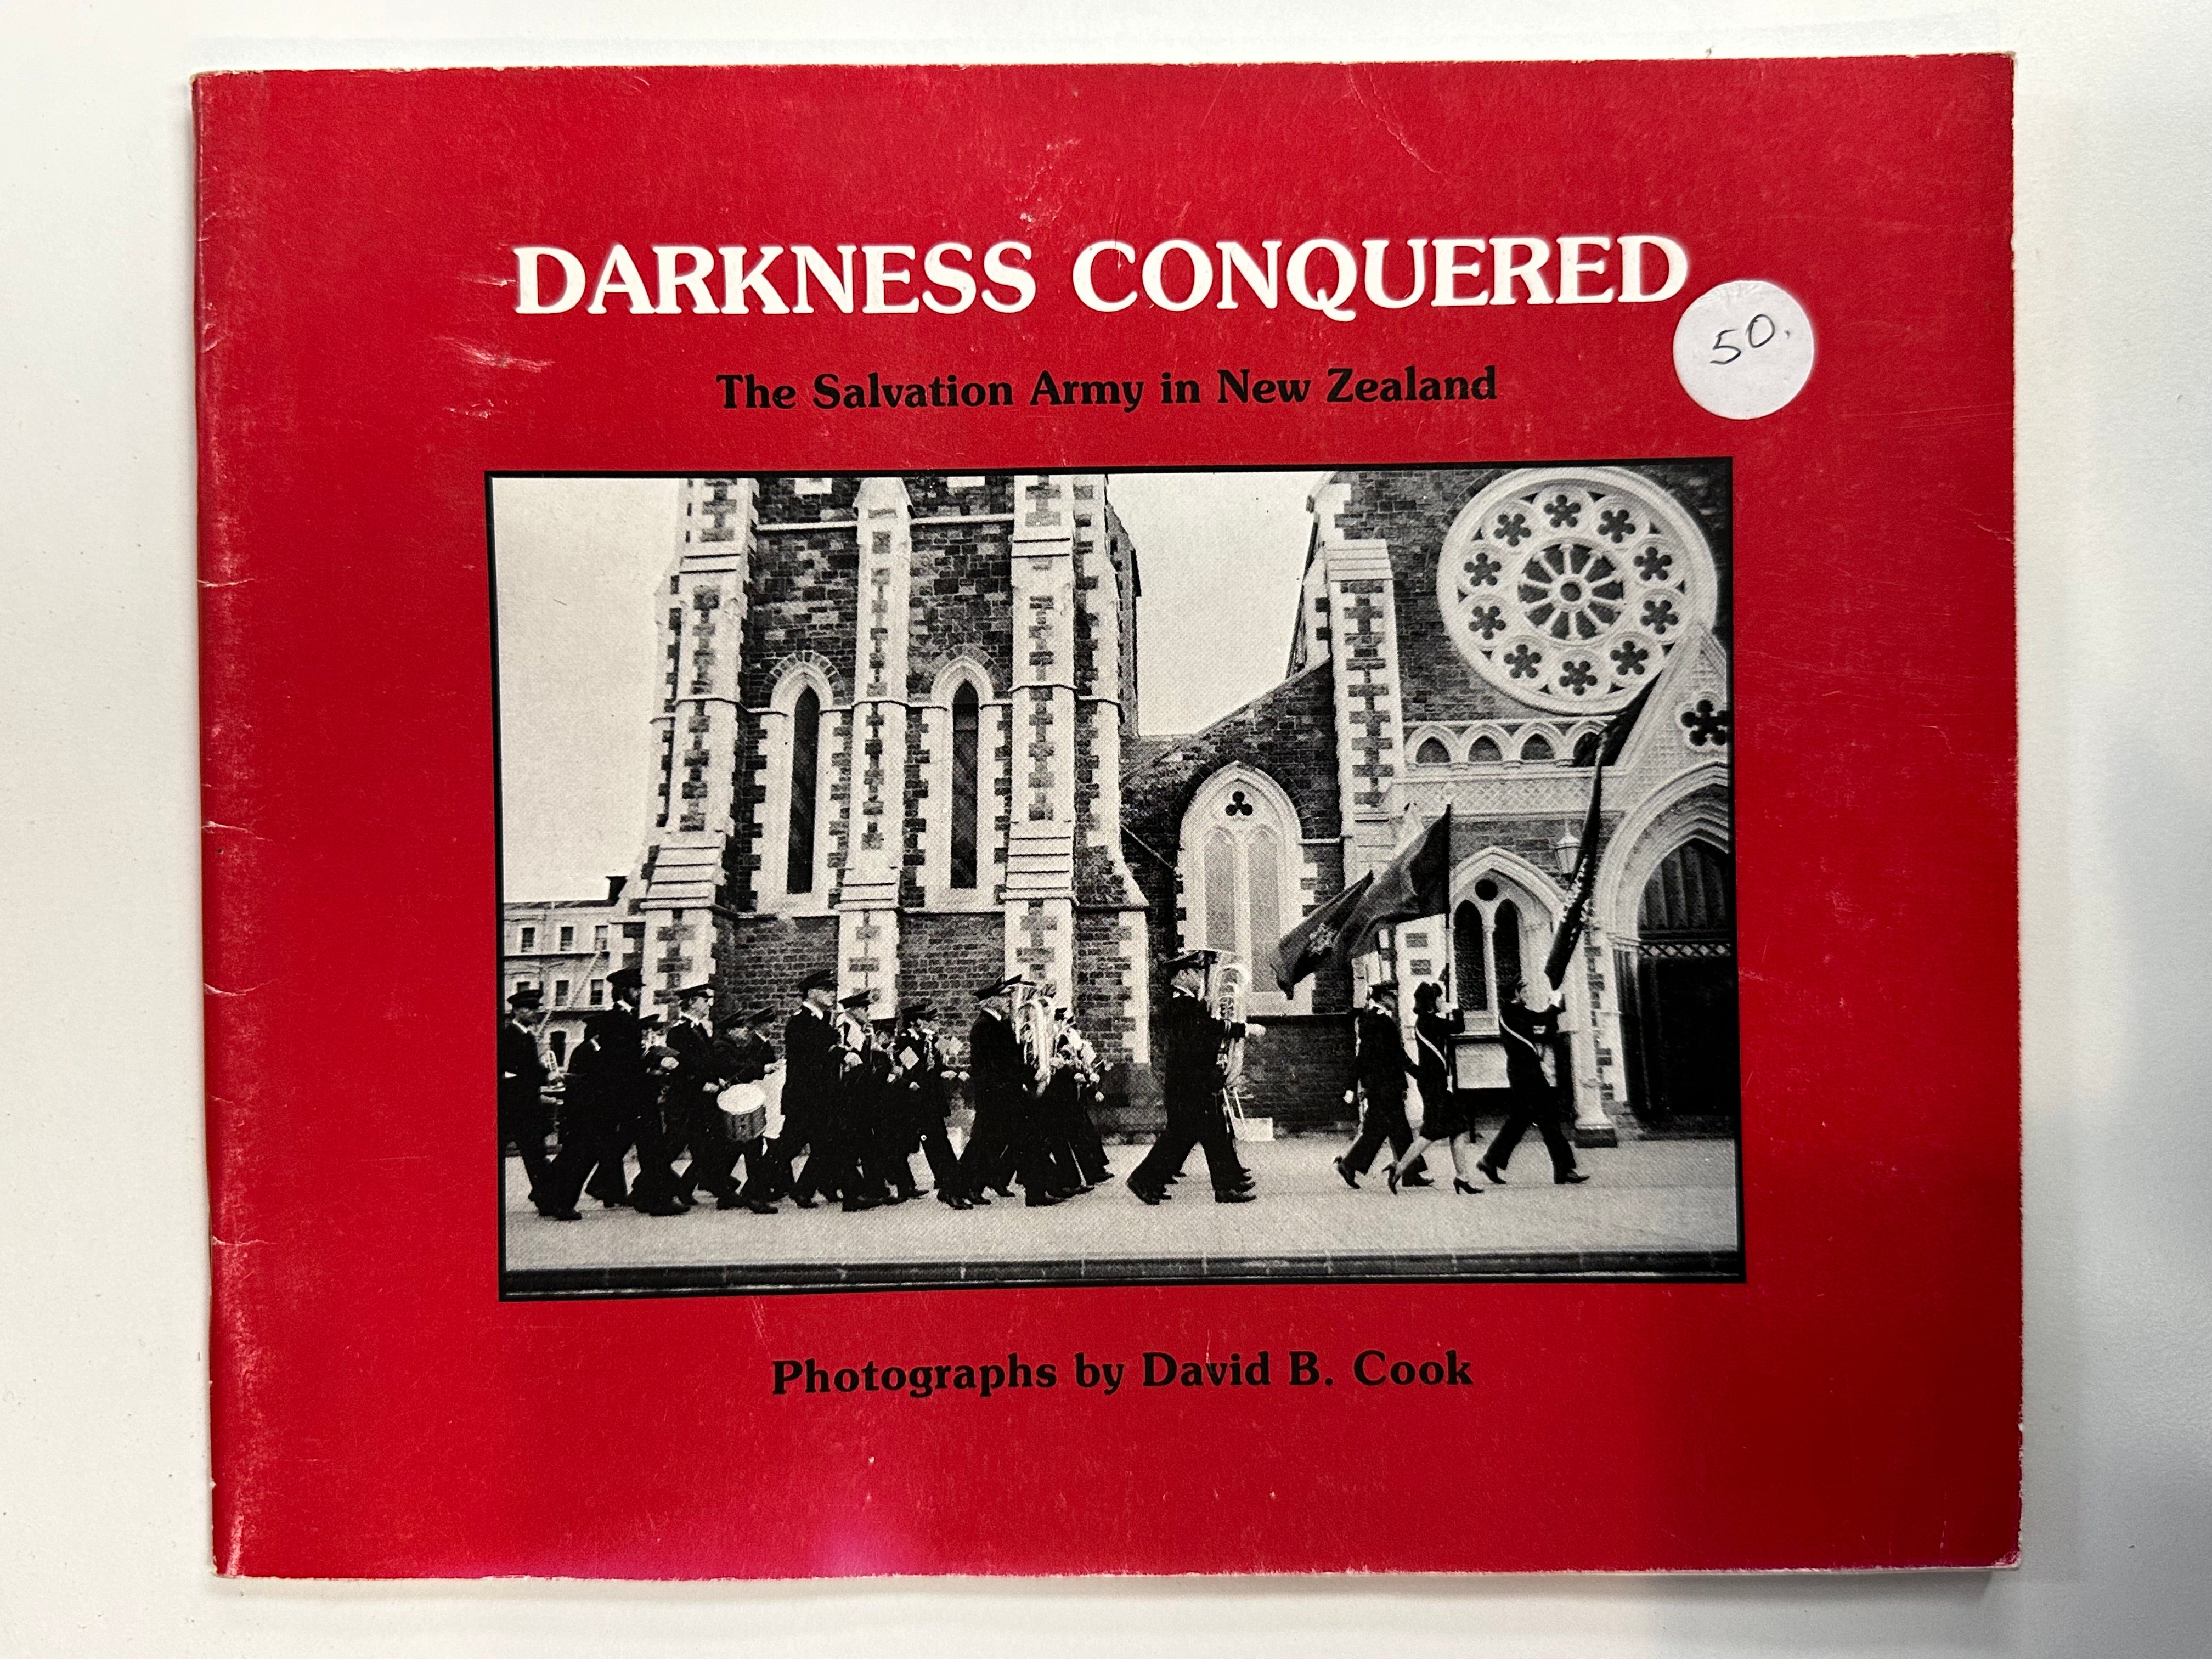 DARKNESS CONQUERED
50.
The Salvation Army in New Zealand
Photographs by David B. Cook